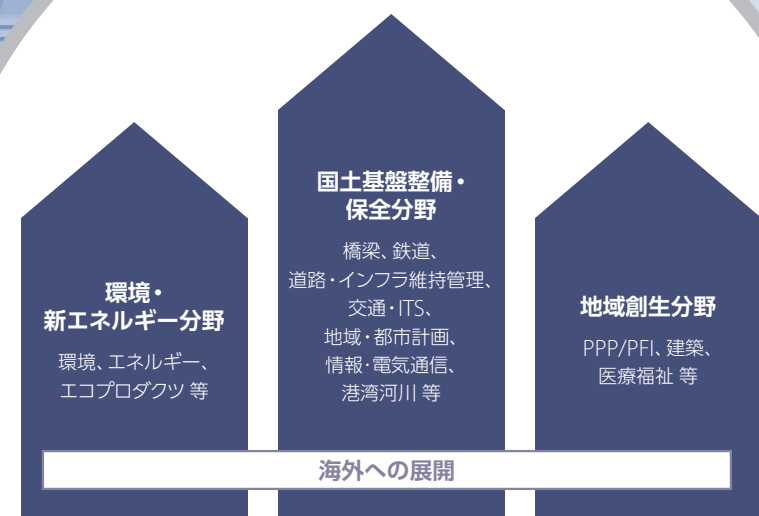 環境・
新エネルギー分野
環境、エネルギー、
エコプロダクツ 等
国土基盤整備・
保全分野
橋梁、鉄道、
道路・インフラ維持管理、
交通・ITS、
地域・都市計画、
情報・電気通信、
港湾河川 等
地域創生分野
PPP/PFI、建築、
医療福祉 等
海外への展開